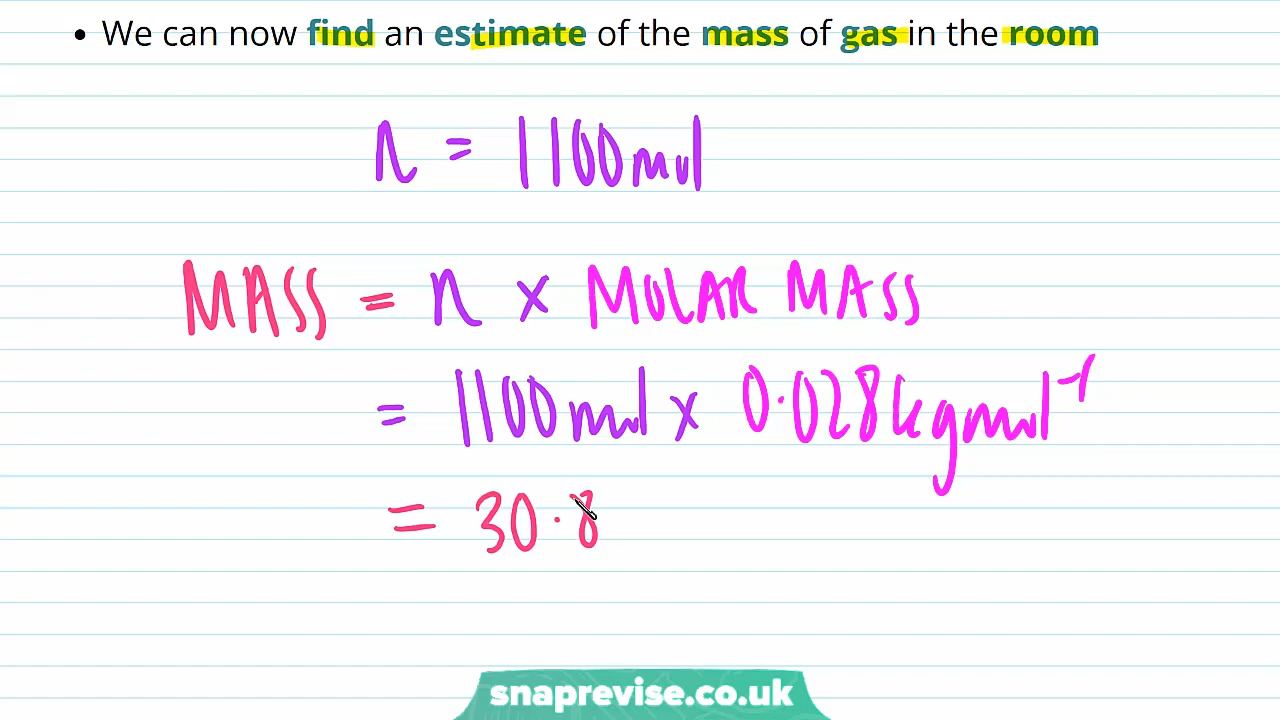 • We can now find an estimate of the mass of gas in the room
n = 1100mol
MASS = n x MOLAR MASS
= 1100mol x 0.028kgmol⁻¹
= 30.8
snaprevise.co.uk